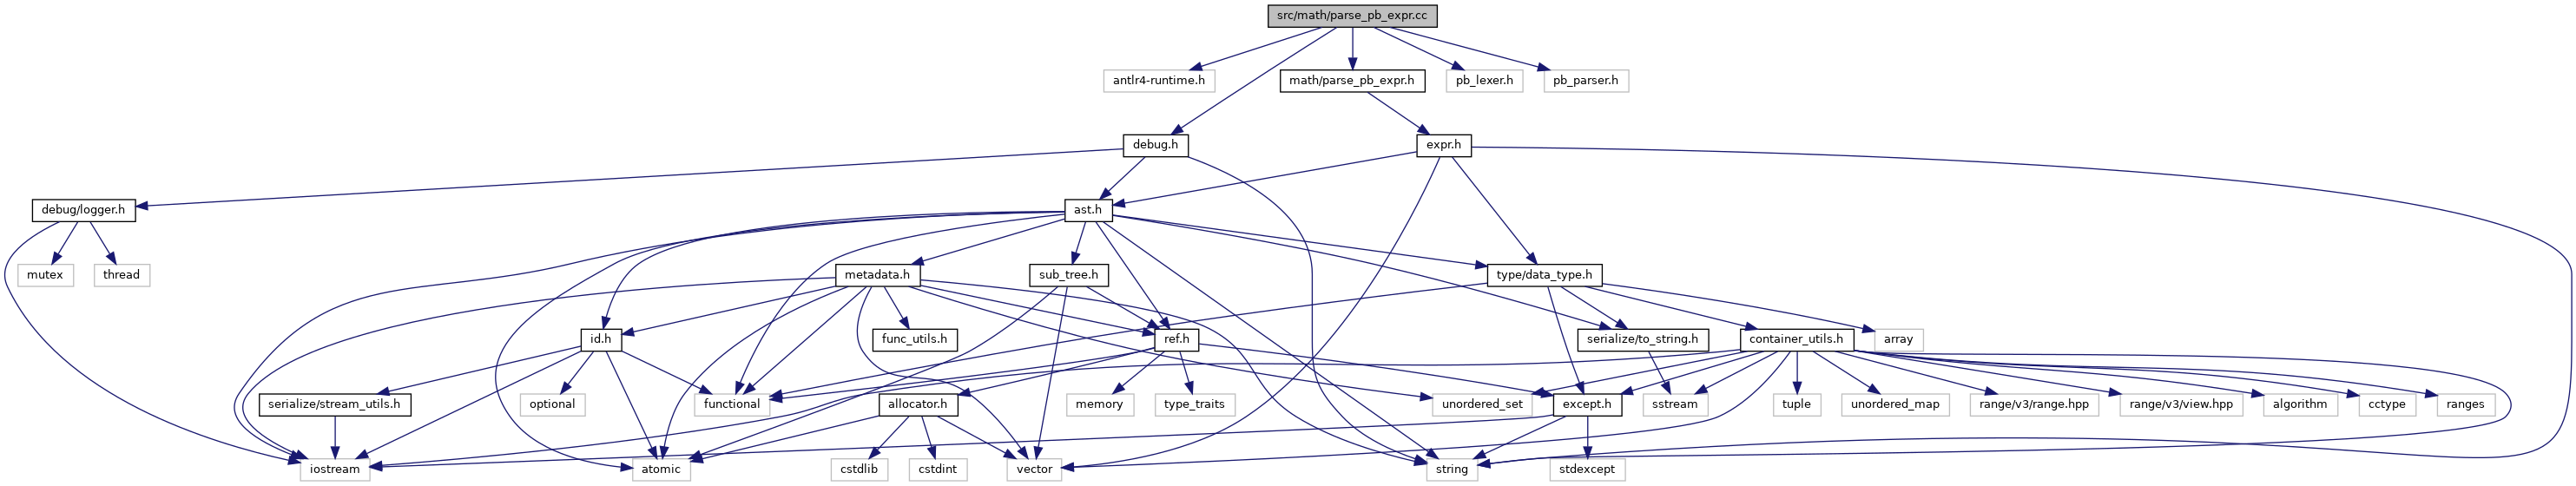 src/math/parse_pb_expr.cc
antlr4-runtime.h
math/parse_pb_expr.h
pb_lexer.h
pb_parser.h
debug.h
expr.h
debug/logger.h
ast.h
mutex
thread
metadata.h
sub_tree.h
type/data_type.h
id.h
func_utils.h
ref.h
serialize/to_string.h
container_utils.h
array
serialize/stream_utils.h
optional
functional
allocator.h
memory
type_traits
unordered_set
except.h
sstream
tuple
unordered_map
range/v3/range.hpp
range/v3/view.hpp
algorithm
cctype
ranges
iostream
atomic
cstdlib
cstdint
vector
string
stdexcept